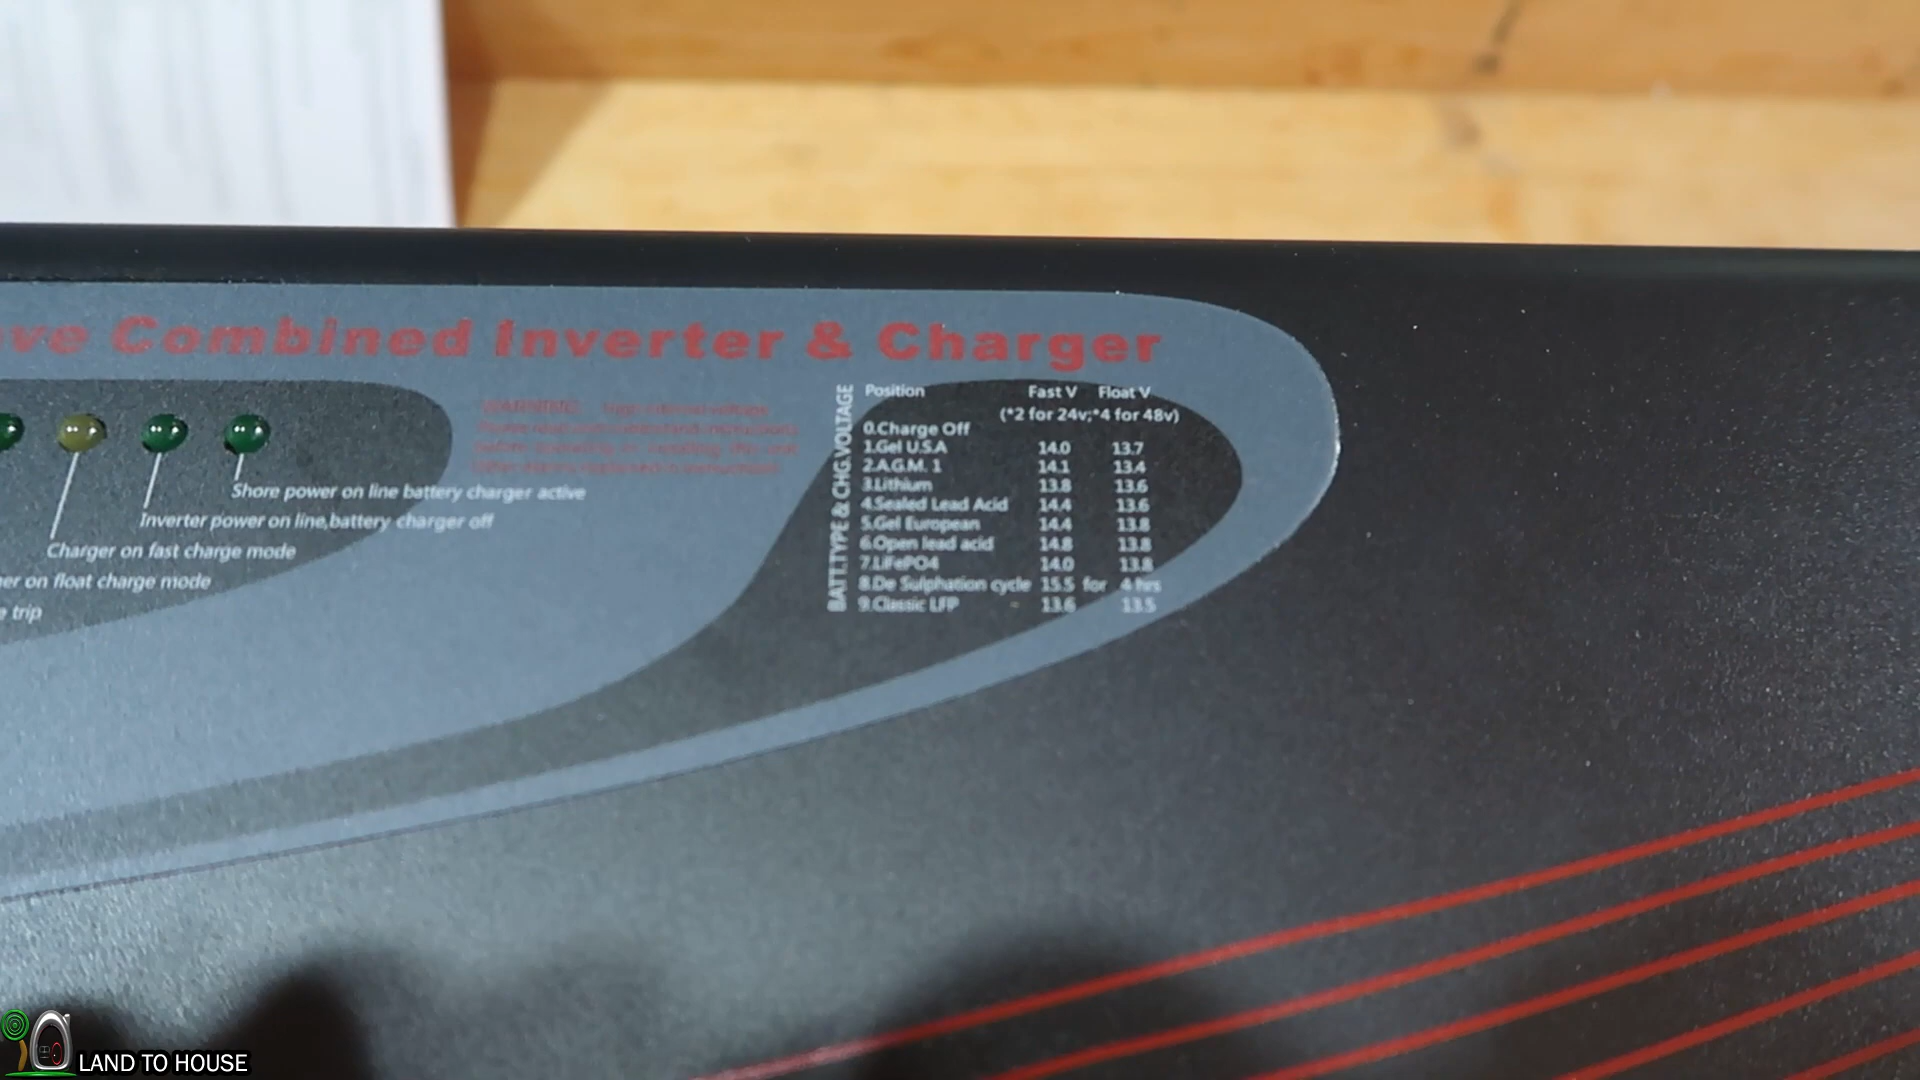 ve Combined Inverter & Charger
Shore power on line battery charger active
Inverter power on line,battery charger off
Charger on fast charge mode
er on float charge mode
e trip
WARNING
BATT.TYPE & CHG.VOLTAGE
Position Fast V Float V
(*2 for 24v;*4 for 48v)
0.Charge Off
1.Gel U.S.A 14.0 13.7
2.A.G.M. 1 14.1 13.4
3.Lithium 13.8 13.6
4.Sealed Lead Acid 14.4 13.6
5.Gel European 14.4 13.8
6.Open lead acid 14.8 13.8
7.LiFePO4 14.0 13.8
8.De Sulphation cycle 15.5 for 4 hrs
9.Classic LFP 13.6 13.5
LAND TO HOUSE